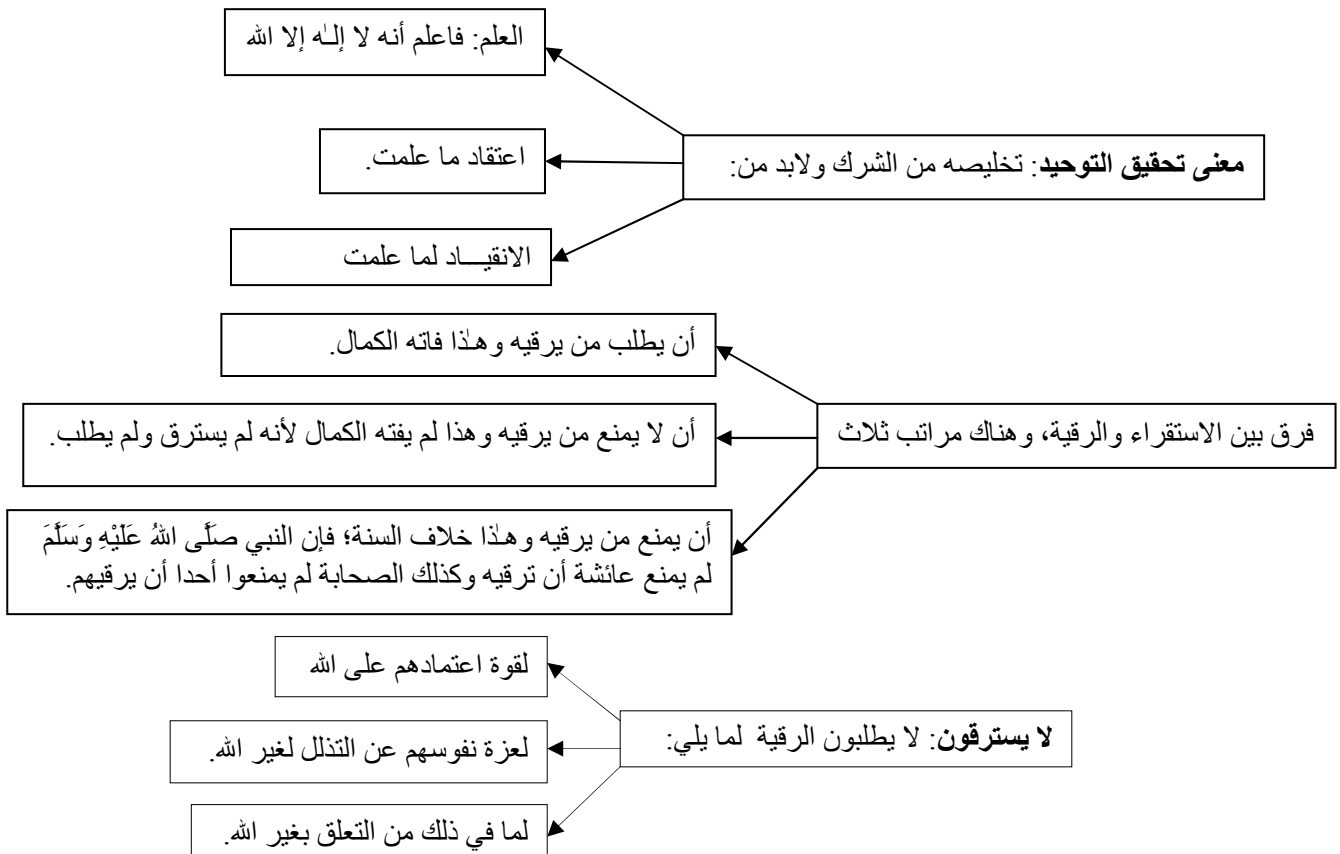 العلم: فاعلم أنه لا إلـٰه إلا الله
معنى تحقيق التوحيد: تخليصه من الشرك ولابد من:
اعتقاد ما علمت.
الانقيـــاد لما علمت
أن يطلب من يرقيه وهـٰذا فاته الكمال.
فرق بين الاستقراء والرقية، وهناك مراتب ثلاث
أن لا يمنع من يرقيه وهذا لم يفته الكمال لأنه لم يسترق ولم يطلب.
أن يمنع من يرقيه وهـٰذا خلاف السنة؛ فإن النبي صَلَّى اللهُ عَلَيْهِ وَسَلَّمَ
لم يمنع عائشة أن ترقيه وكذلك الصحابة لم يمنعوا أحدا أن يرقيهم.
لقوة اعتمادهم على الله
لا يسترقون: لا يطلبون الرقية لما يلي:
لعزة نفوسهم عن التذلل لغير الله.
لما في ذلك من التعلق بغير الله.